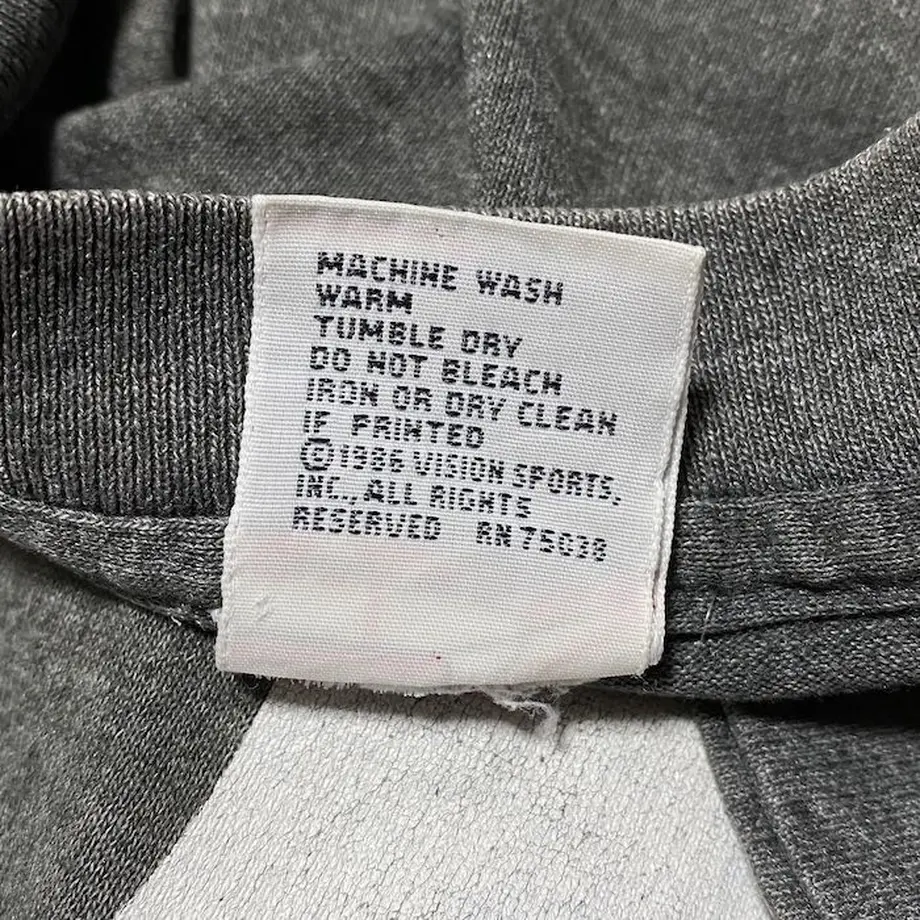 MACHINE WASH
WARM
TUMBLE DRY
DO NOT BLEACH
IRON OR DRY CLEAN
IF PRINTED
©1986 VISION SPORTS,
INC., ALL RIGHTS
RESERVED RN 75038